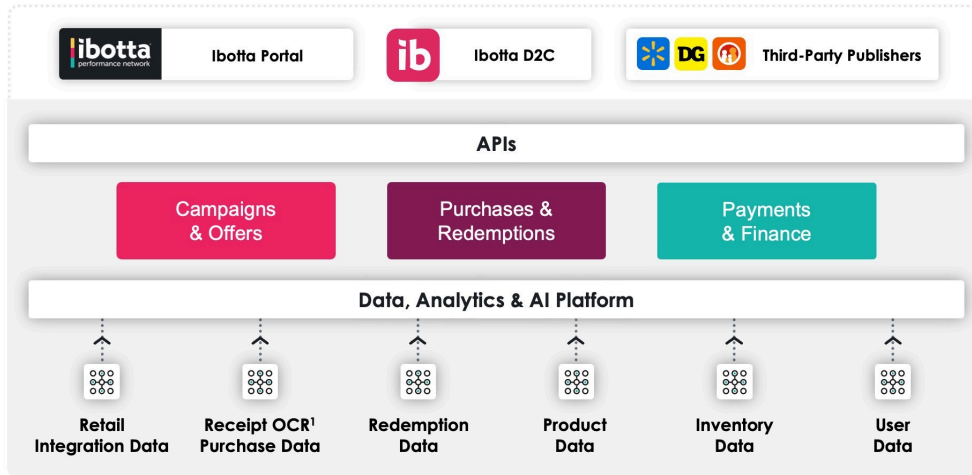 ibotta
performance network
Ibotta Portal
ib
Ibotta D2C
DG
Third-Party Publishers
APIs
Campaigns
& Offers
Purchases &
Redemptions
Payments
& Finance
Data, Analytics & AI Platform
Retail
Integration Data
Receipt OCR¹
Purchase Data
Redemption
Data
Product
Data
Inventory
Data
User
Data